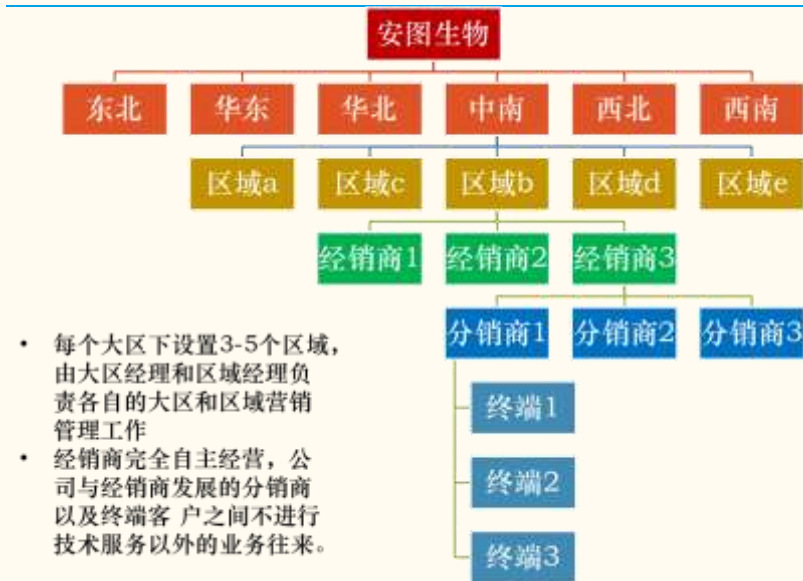 安图生物
东北 华东 华北 中南 西北 西南
区域a 区域c 区域b 区域d 区域e
经销商1 经销商2 经销商3
分销商1 分销商2 分销商3
终端1
终端2
终端3
• 每个大区下设置3-5个区域，
由大区经理和区域经理负
责各自的大区和区域营销
管理工作
• 经销商完全自主经营，公
司与经销商发展的分销商
以及终端客 户之间不进行
技术服务以外的业务往来。